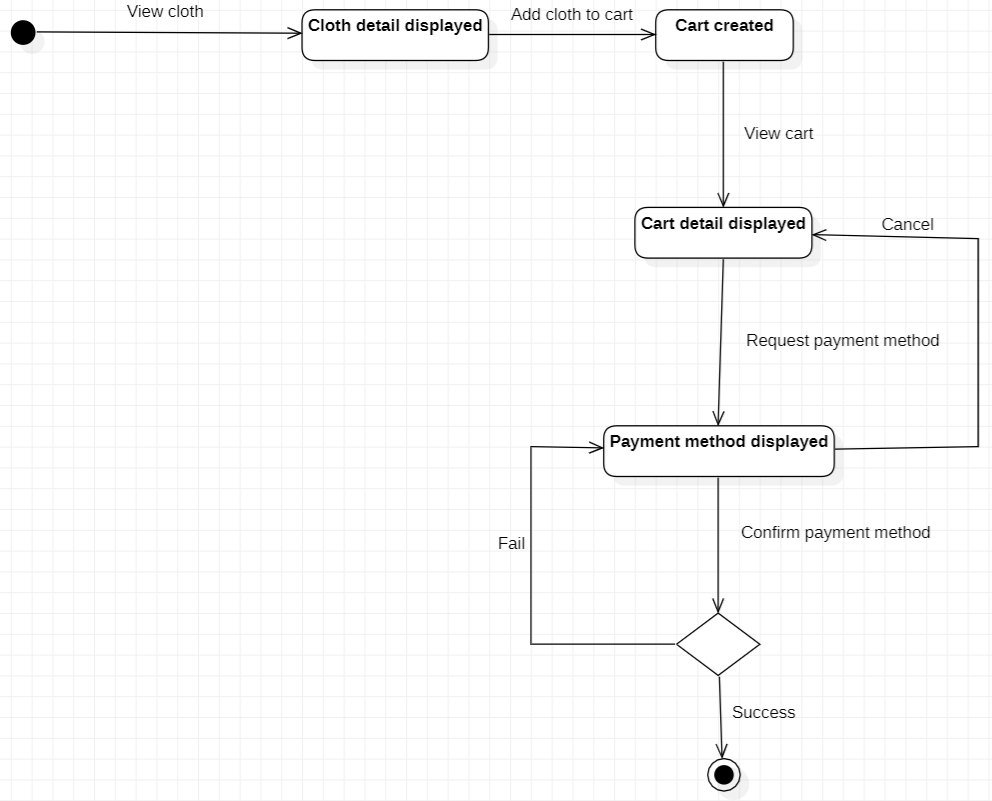 View cloth
Cloth detail displayed
Add cloth to cart
Cart created
View cart
Cart detail displayed
Cancel
Request payment method
Payment method displayed
Confirm payment method
Fail
Success